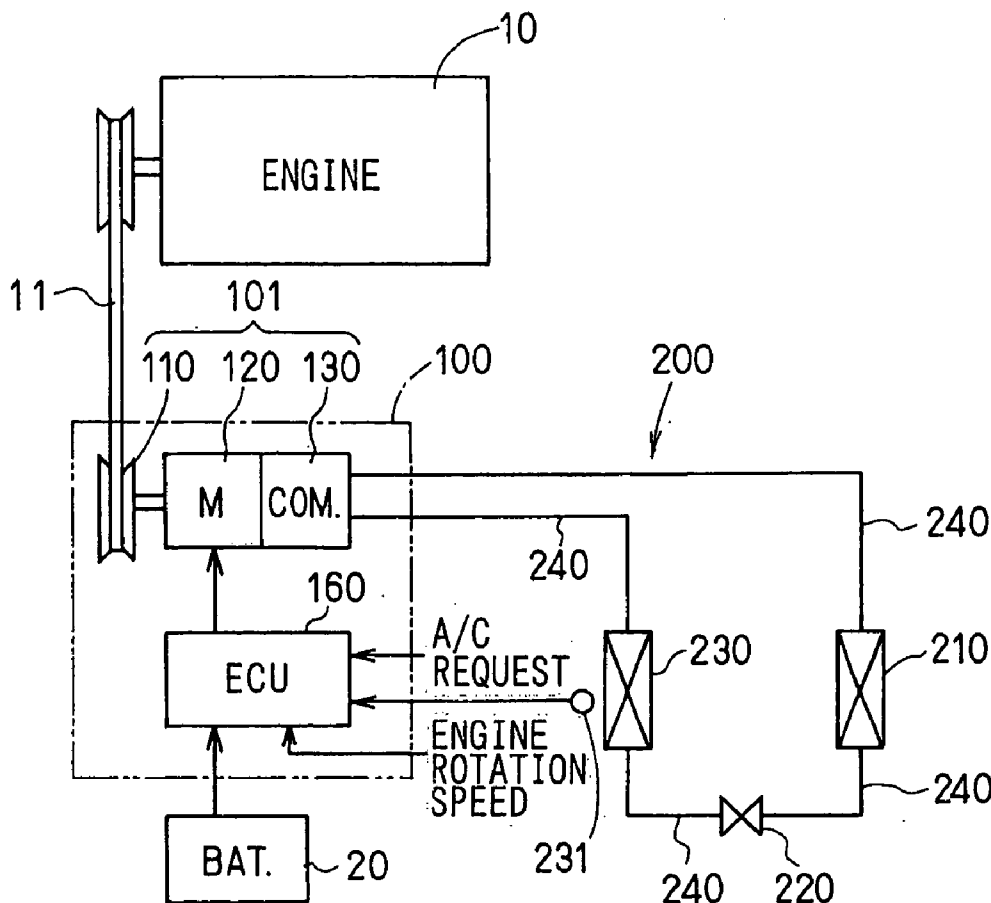 10
ENGINE
11
101
110 120 130 100
200
M COM.
240
240
160
A/C
REQUEST
230
210
ECU
ENGINE
ROTATION
SPEED
240
231
BAT.
20
240
220